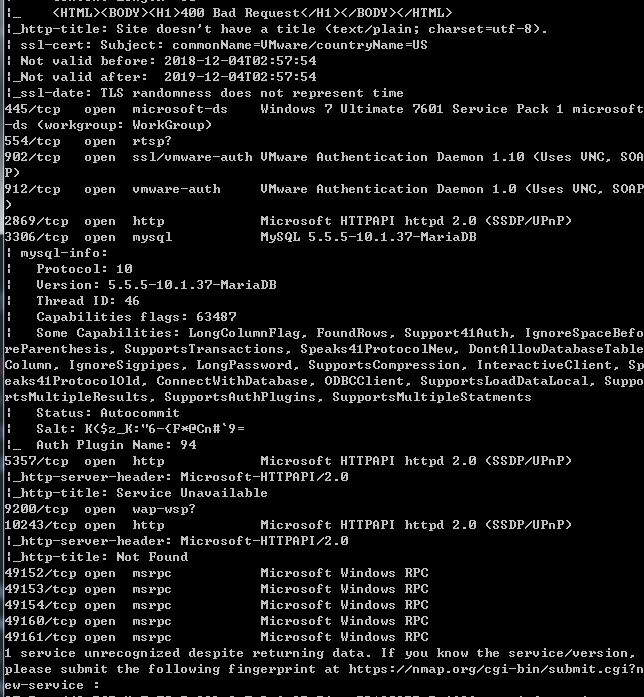 |_    <HTML><BODY><H1>400 Bad Request</H1></BODY></HTML>
|_http-title: Site doesn't have a title (text/plain; charset=utf-8).
| ssl-cert: Subject: commonName=VMware/countryName=US
| Not valid before: 2018-12-04T02:57:54
|_Not valid after:  2019-12-04T02:57:54
|_ssl-date: TLS randomness does not represent time
445/tcp   open  microsoft-ds    Windows 7 Ultimate 7601 Service Pack 1 microsoft
-ds (workgroup: WorkGroup)
554/tcp   open  rtsp?
902/tcp   open  ssl/vmware-auth VMware Authentication Daemon 1.10 (Uses VNC, SOA
P)
912/tcp   open  vmware-auth     VMware Authentication Daemon 1.0 (Uses VNC, SOAP
)
2869/tcp  open  http            Microsoft HTTPAPI httpd 2.0 (SSDP/UPnP)
3306/tcp  open  mysql           MySQL 5.5.5-10.1.37-MariaDB
| mysql-info:
|   Protocol: 10
|   Version: 5.5.5-10.1.37-MariaDB
|   Thread ID: 46
|   Capabilities flags: 63487
|   Some Capabilities: LongColumnFlag, FoundRows, Support41Auth, IgnoreSpaceBefo
reParenthesis, SupportsTransactions, Speaks41ProtocolNew, DontAllowDatabaseTable
Column, IgnoreSigpipes, LongPassword, SupportsCompression, InteractiveClient, Sp
eaks41ProtocolOld, ConnectWithDatabase, ODBCClient, SupportsLoadDataLocal, Suppo
rtsMultipleResults, SupportsAuthPlugins, SupportsMultipleStatments
|   Status: Autocommit
|   Salt: K($z_K:"6-{F*@Cn#`9=
|_  Auth Plugin Name: 94
5357/tcp  open  http            Microsoft HTTPAPI httpd 2.0 (SSDP/UPnP)
|_http-server-header: Microsoft-HTTPAPI/2.0
|_http-title: Service Unavailable
9200/tcp  open  wap-wsp?
10243/tcp open  http            Microsoft HTTPAPI httpd 2.0 (SSDP/UPnP)
|_http-server-header: Microsoft-HTTPAPI/2.0
|_http-title: Not Found
49152/tcp open  msrpc           Microsoft Windows RPC
49153/tcp open  msrpc           Microsoft Windows RPC
49154/tcp open  msrpc           Microsoft Windows RPC
49160/tcp open  msrpc           Microsoft Windows RPC
49161/tcp open  msrpc           Microsoft Windows RPC
1 service unrecognized despite returning data. If you know the service/version,
please submit the following fingerprint at https://nmap.org/cgi-bin/submit.cgi?n
ew-service :